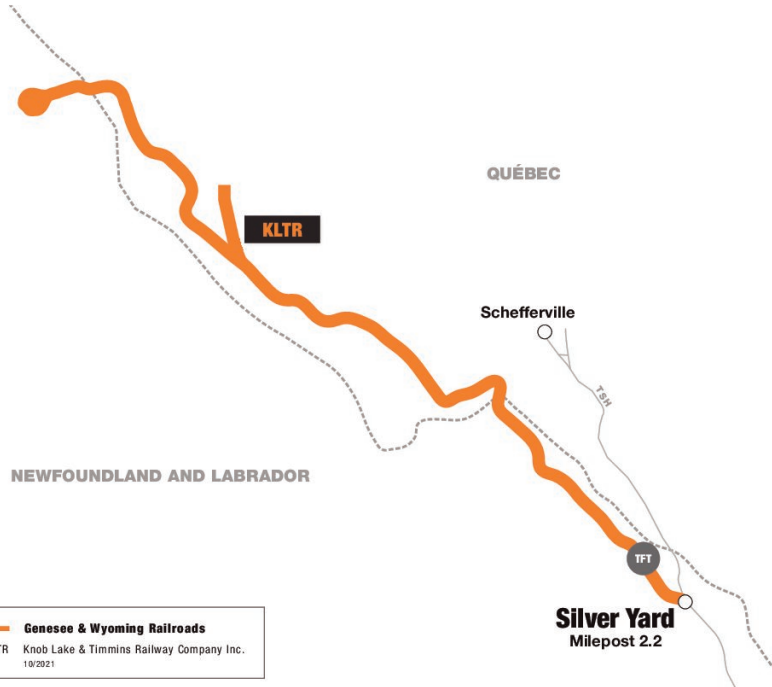 QUÉBEC
KLTR
Schefferville
TSH
NEWFOUNDLAND AND LABRADOR
TFT
Silver Yard
Milepost 2.2
Genesee & Wyoming Railroads
TR Knob Lake & Timmins Railway Company Inc.
10/2021